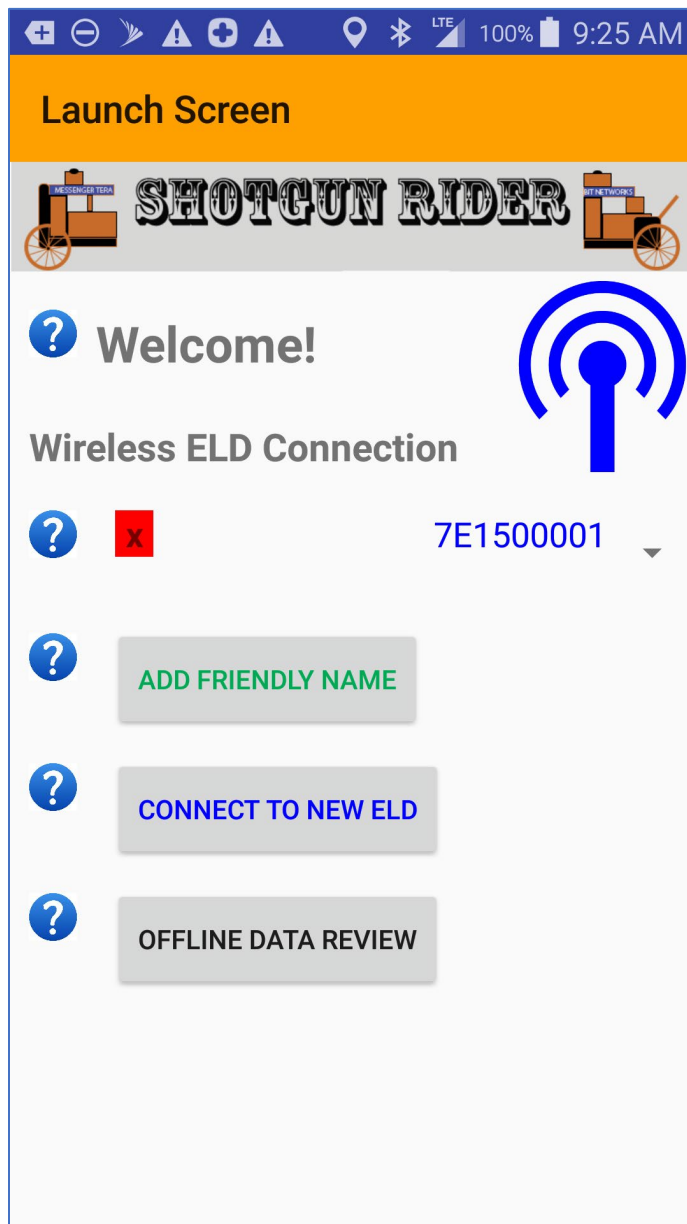 LTE 100% 9:25 AM
Launch Screen
MESSENGER TERA SHOTGUN RIDER BIT NETWORKS
? Welcome!
Wireless ELD Connection
? x 7E1500001
? ADD FRIENDLY NAME
? CONNECT TO NEW ELD
? OFFLINE DATA REVIEW